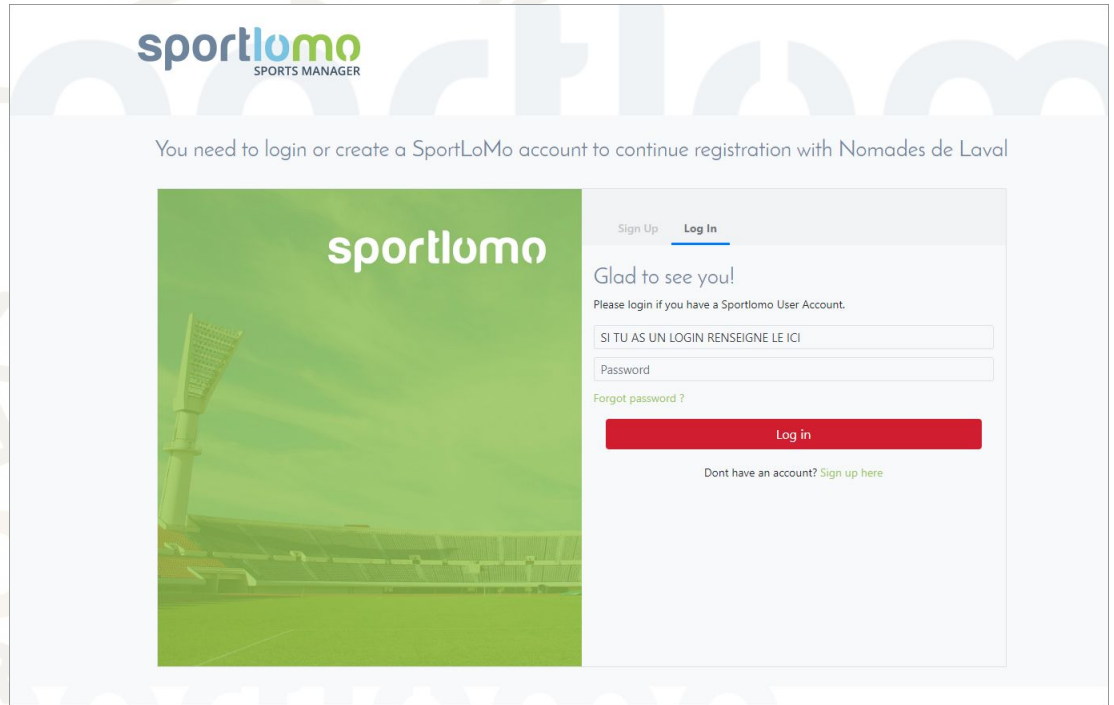 sportlomo
SPORTS MANAGER
You need to login or create a SportLoMo account to continue registration with Nomades de Laval
sportlomo
Sign Up Log In
Glad to see you!
Please login if you have a Sportlomo User Account.
SI TU AS UN LOGIN RENSEIGNE LE ICI
Password
Forgot password ?
Log in
Dont have an account? Sign up here